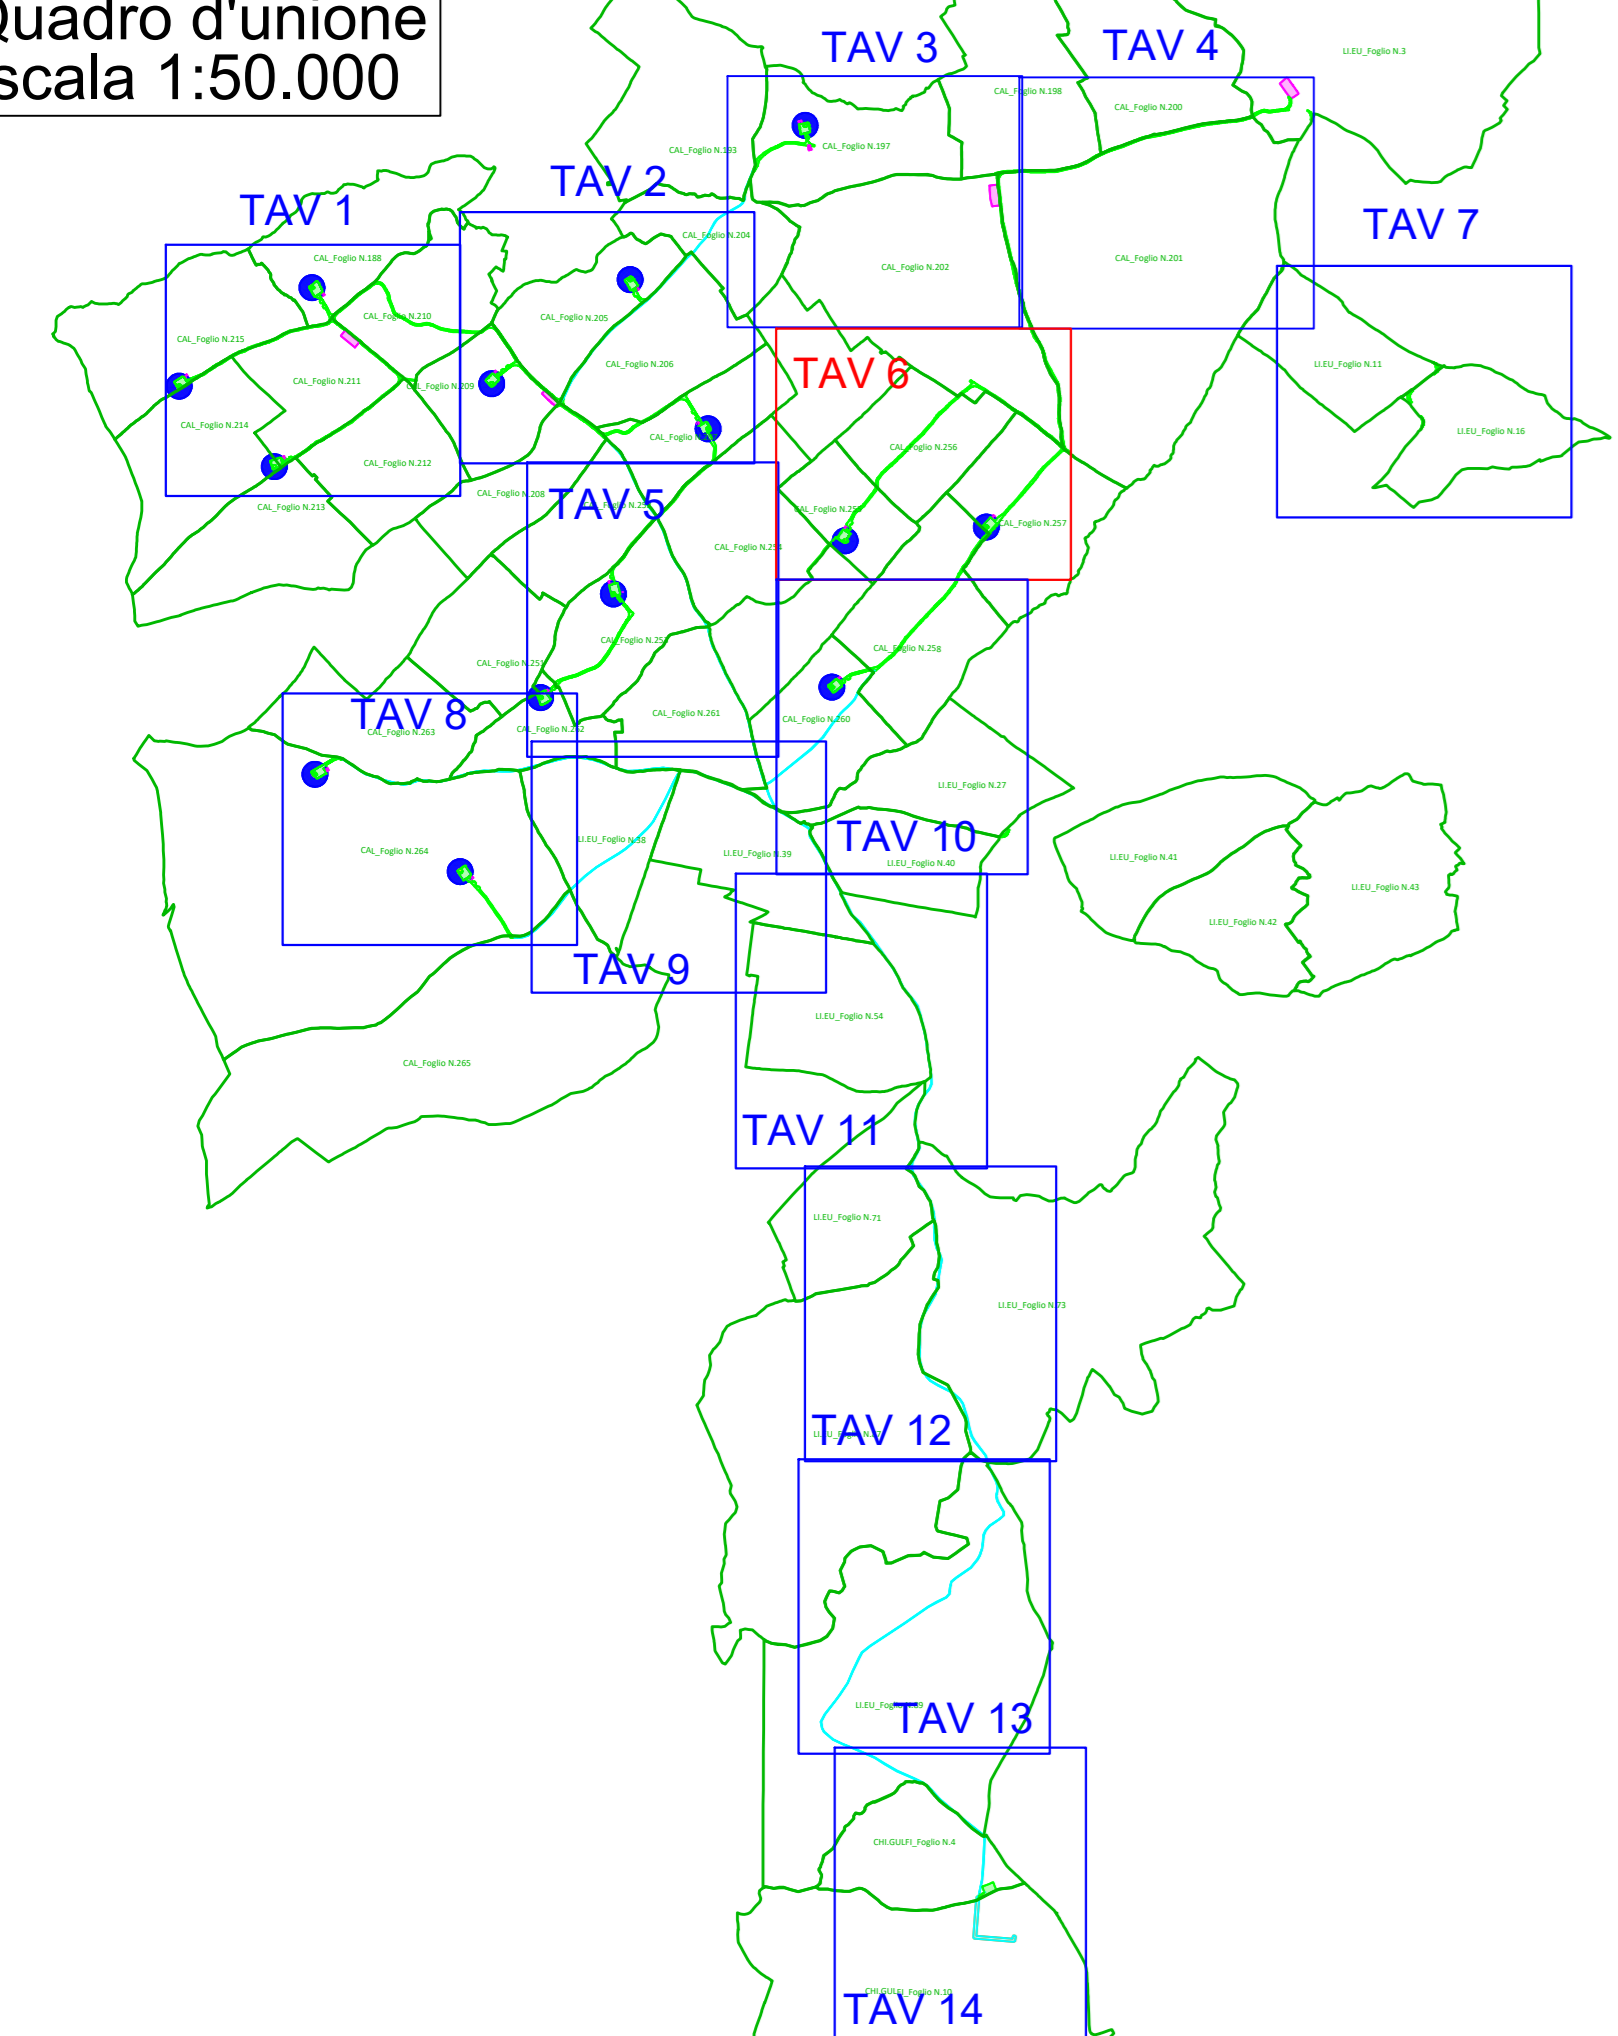 Quadro d'unione
scala 1:50.000
TAV 3
TAV 4
LI.EU_Foglio N.3
CAL_Foglio N.198
CAL_Foglio N.200
CAL_Foglio N.193
CAL_Foglio N.197
TAV 2
TAV 1
TAV 7
CAL_Foglio N.204
CAL_Foglio N.188
CAL_Foglio N.202
CAL_Foglio N.201
CAL_Foglio N.210
CAL_Foglio N.205
CAL_Foglio N.215
CAL_Foglio N.206
LI.EU_Foglio N.11
TAV 6
CAL_Foglio N.211
CAL_Foglio N.209
CAL_Foglio N.214
LI.EU_Foglio N.16
CAL_Foglio
CAL_Foglio N.256
CAL_Foglio N.212
CAL_Foglio N.208
TAV 5
CAL_Foglio N.213
CAL_Foglio
CAL_Foglio N.257
CAL_Foglio N.254
CAL_Foglio
CAL_Foglio N.258
CAL_Foglio N.251
CAL_Foglio N.261
CAL_Foglio N.260
TAV 8
CAL_Foglio N.263
CAL_Foglio N.262
LI.EU_Foglio N.27
TAV 10
LI.EU_Foglio N.38
CAL_Foglio N.264
LI.EU_Foglio N.39
LI.EU_Foglio N.40
LI.EU_Foglio N.41
LI.EU_Foglio N.43
LI.EU_Foglio N.42
TAV 9
LI.EU_Foglio N.54
CAL_Foglio N.265
TAV 11
LI.EU_Foglio N.71
LI.EU_Foglio N.73
TAV 12
TAV 13
CHI.GULFI_Foglio N.4
CHI.GULFI_Foglio N.10
TAV 14